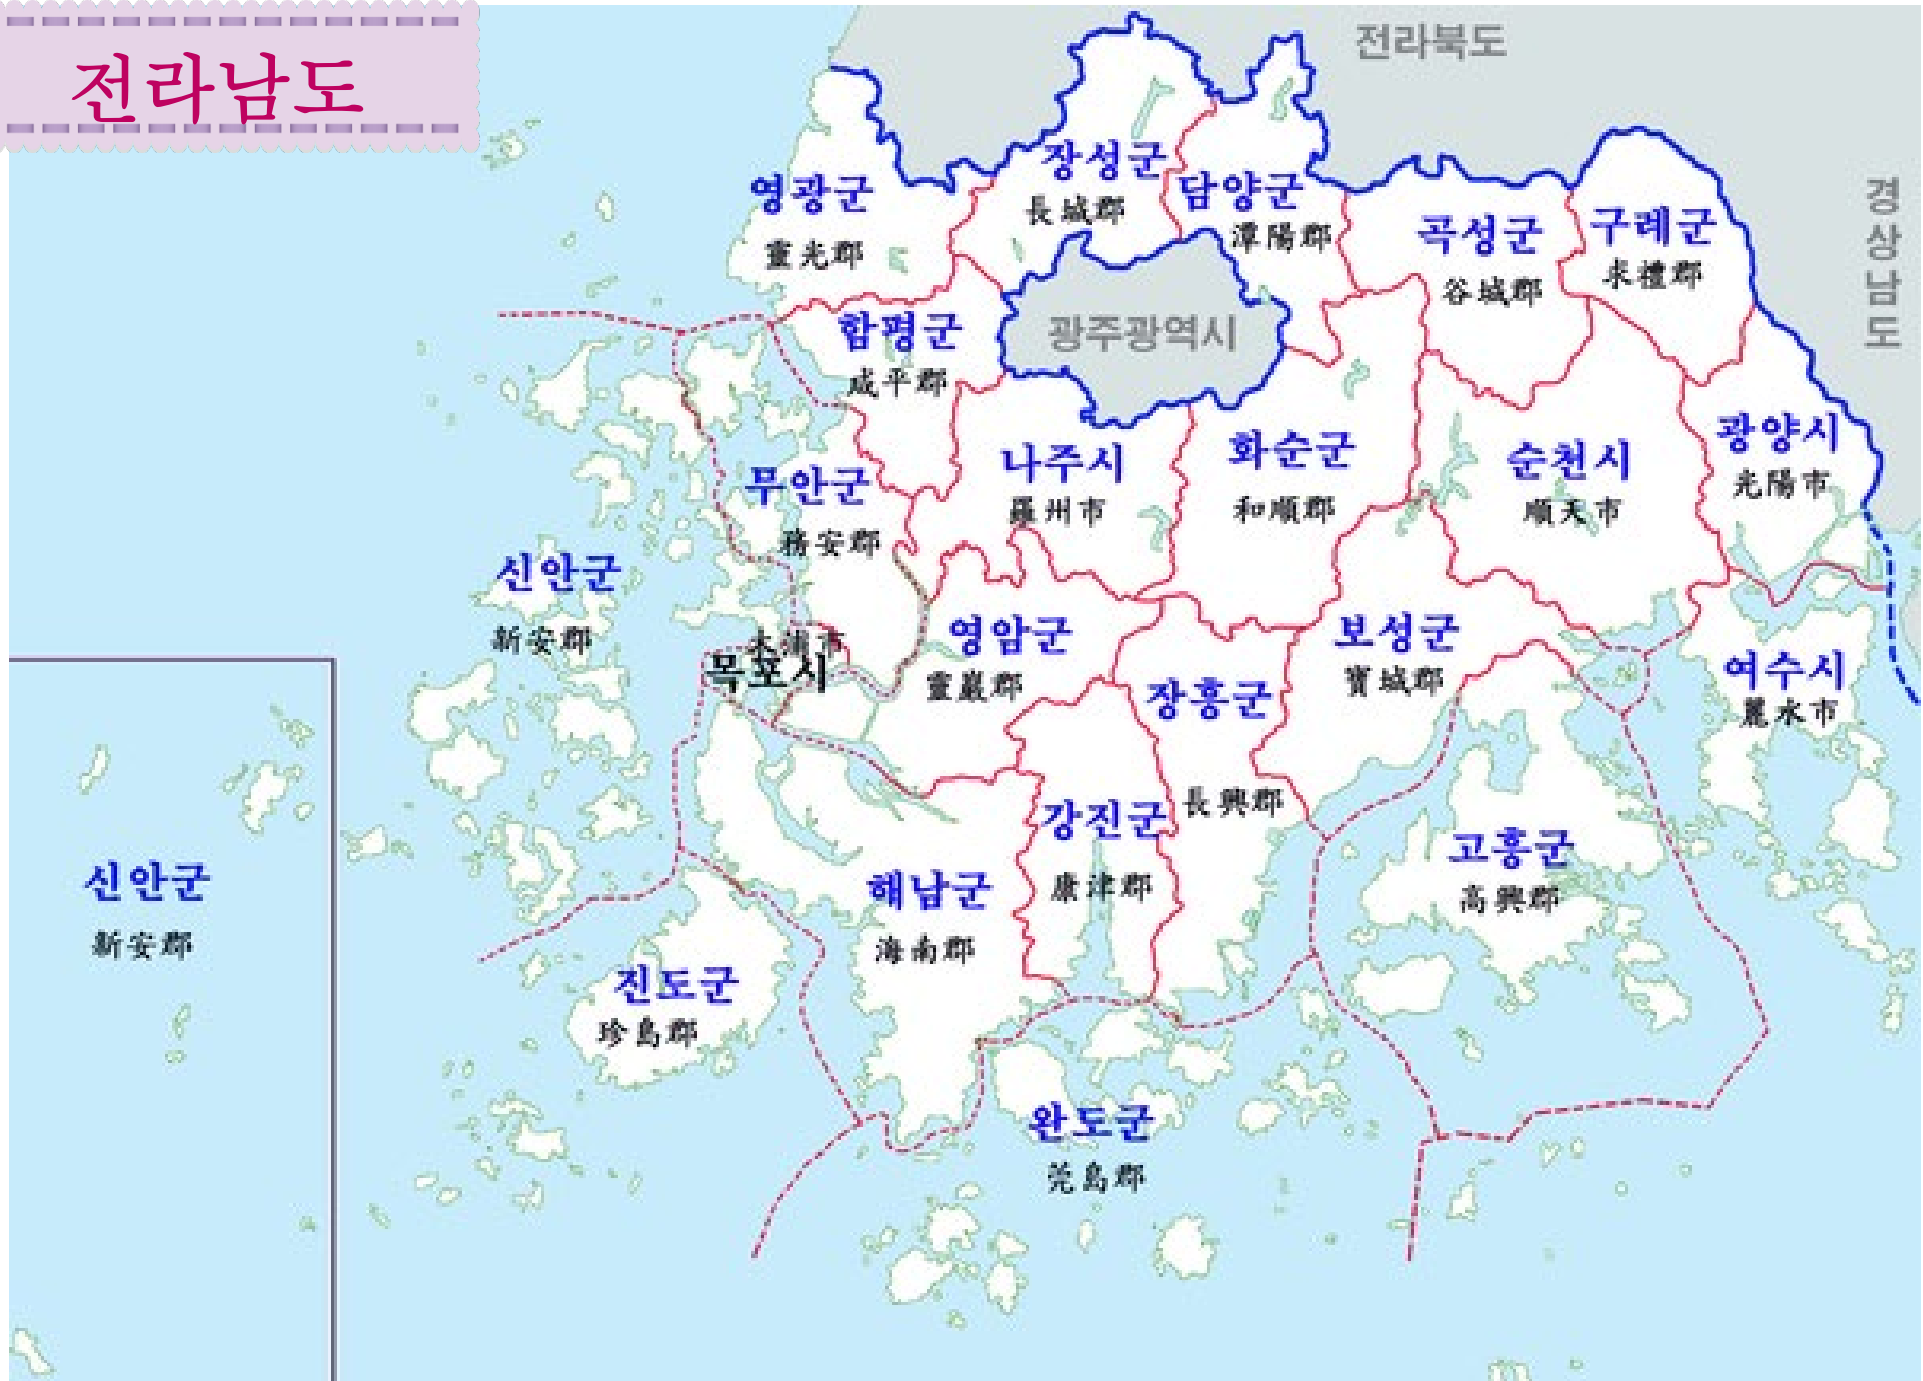 전라남도
전라북도
경상남도
장성군
長城郡
담양군
潭陽郡
영광군
靈光郡
곡성군
谷城郡
구례군
求禮郡
함평군
咸平郡
광주광역시
나주시
羅州市
화순군
和順郡
순천시
順天市
광양시
光陽市
무안군
務安郡
신안군
新安郡
木浦市
목포시
영암군
靈巖郡
장흥군
長興郡
보성군
寶城郡
여수시
麗水市
강진군
康津郡
고흥군
高興郡
해남군
海南郡
신안군
新安郡
진도군
珍島郡
완도군
莞島郡